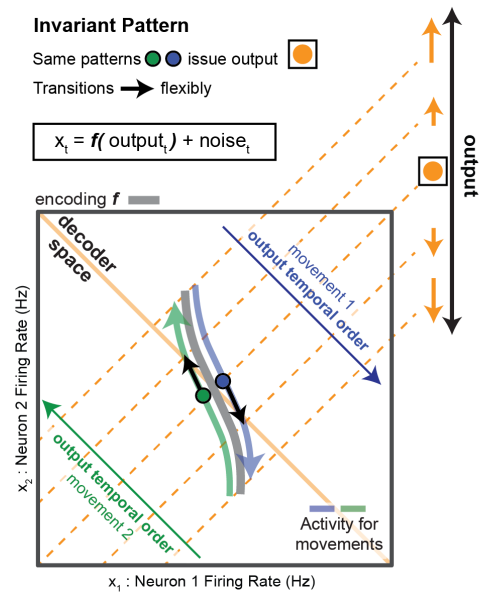 Invariant Pattern
Same patterns issue output
Transitions flexibly
xt = f( outputt ) + noiset
output
encoding f
decoder
space
movement 1
output temporal order
output temporal order
movement 2
Activity for
movements
x2 : Neuron 2 Firing Rate (Hz)
x1 : Neuron 1 Firing Rate (Hz)